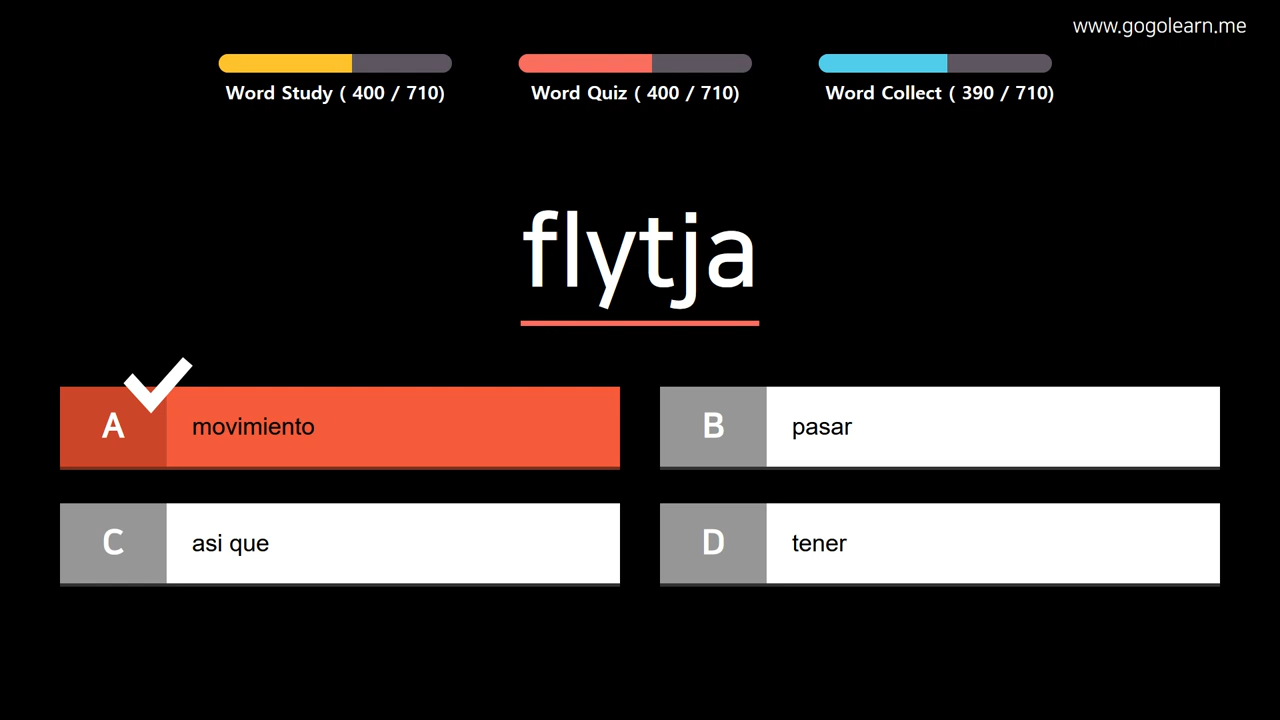 www.gogolearn.me
Word Study ( 400 / 710)
Word Quiz ( 400 / 710)
Word Collect ( 390 / 710)
flytja
A movimiento
B pasar
C asi que
D tener